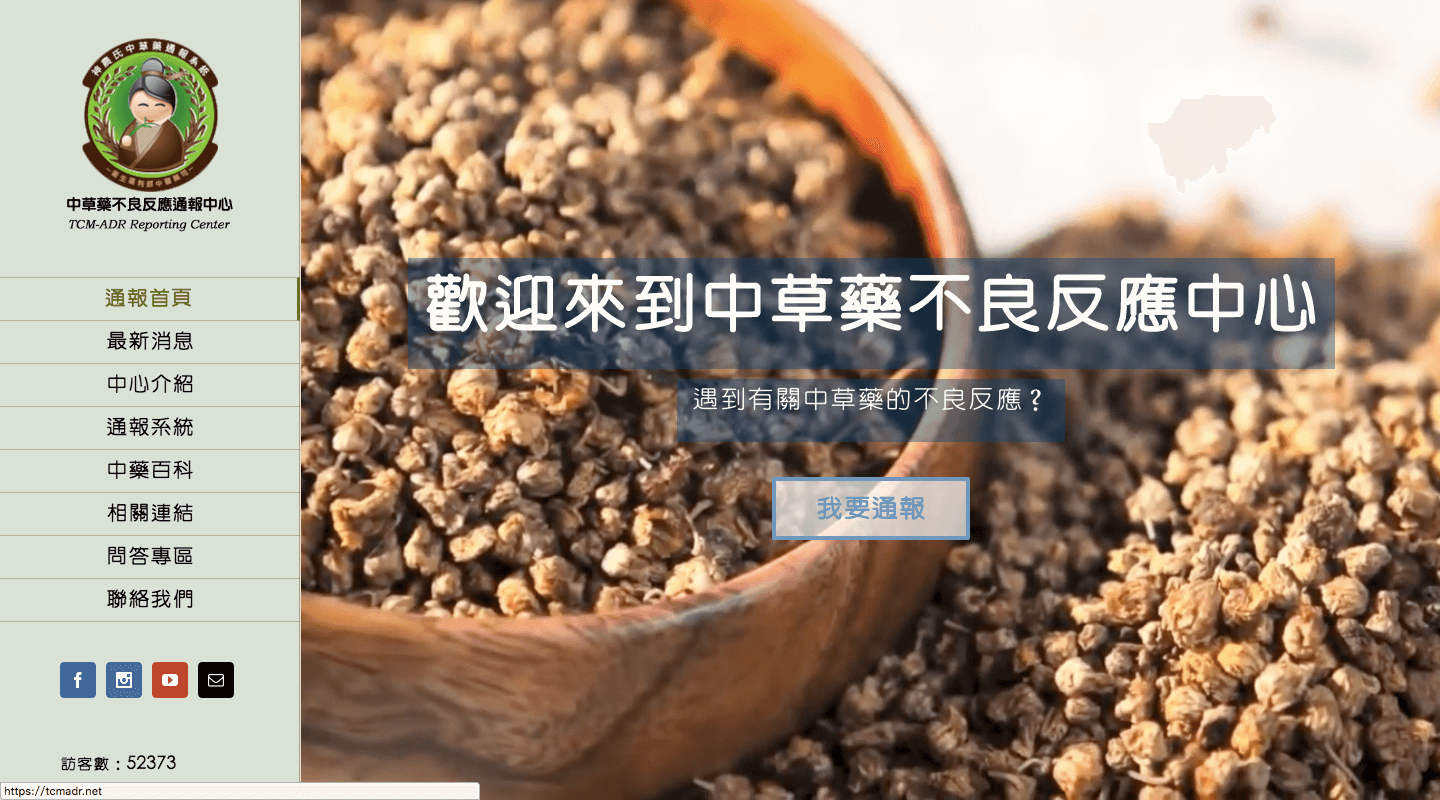 神農氏中草藥通報系統
中草藥不良反應通報中心
TCM-ADR Reporting Center
通報首頁
最新消息
中心介紹
通報系統
中藥百科
相關連結
問答專區
聯絡我們
訪客數：52373
https://tcmadr.net
歡迎來到中草藥不良反應中心
遇到有關中草藥的不良反應？
我要通報